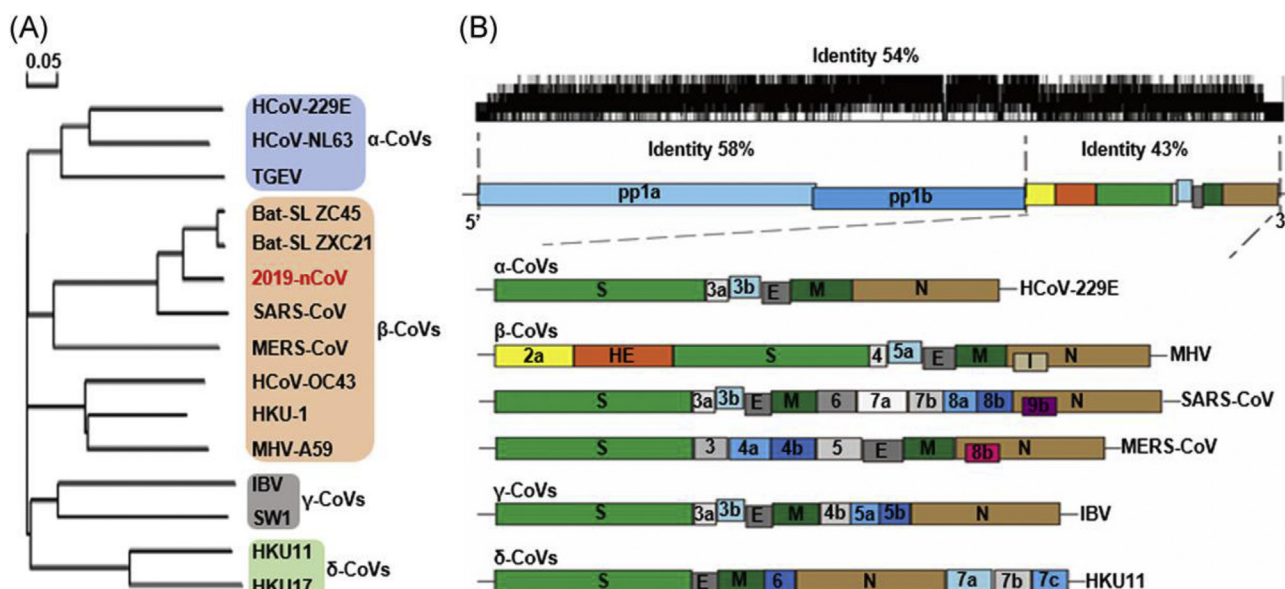 (A)
0.05
HCoV-229E
HCoV-NL63
TGEV
α-CoVs
Bat-SL ZC45
Bat-SL ZXC21
2019-nCoV
SARS-CoV
MERS-CoV
HCoV-OC43
HKU-1
MHV-A59
β-CoVs
IBV
SW1
γ-CoVs
HKU11
HKU17
δ-CoVs
(B)
Identity 54%
Identity 58% Identity 43%
pp1a pp1b
5' 3
α-CoVs
S 3a 3b E M N HCoV-229E
β-CoVs
2a HE S 4 5a E M I N MHV
S 3a 3b E M 6 7a 7b 8a 8b 9b N SARS-CoV
S 3 4a 4b 5 E M 8b N MERS-CoV
γ-CoVs
S 3a 3b E M 4b 5a 5b N IBV
δ-CoVs
S E M 6 N 7a 7b 7c HKU11